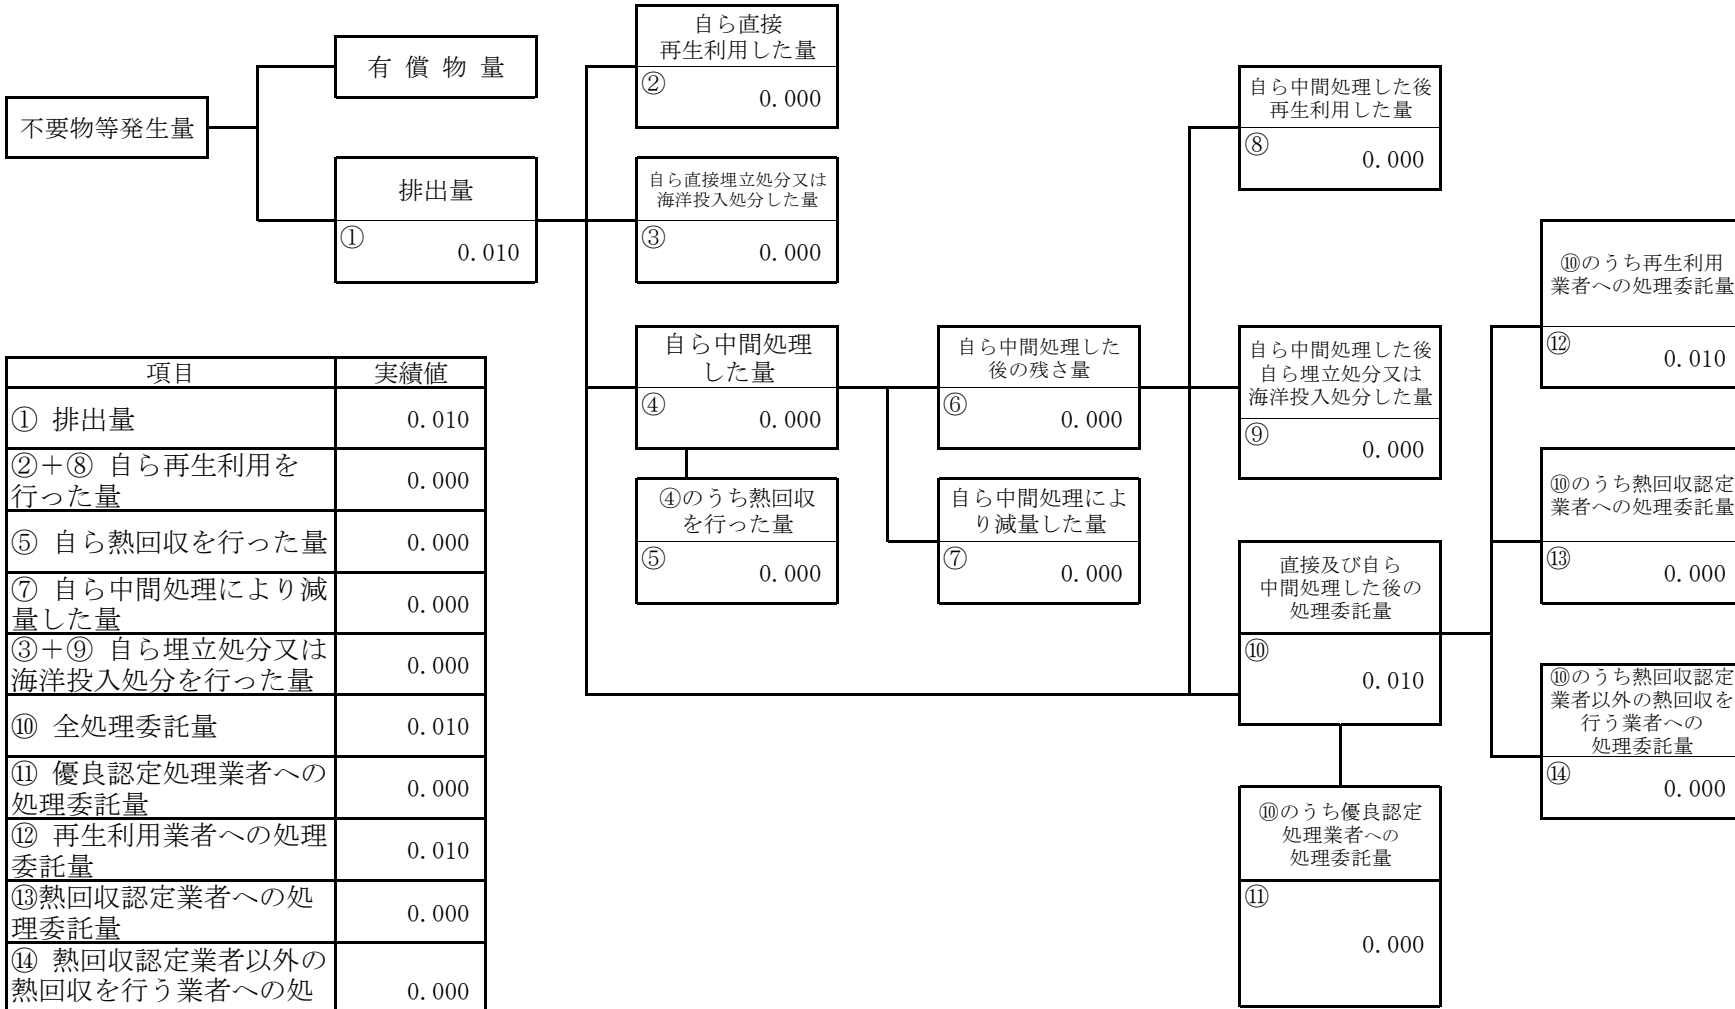 不要物等発生量
有 償 物 量
排出量
①
0.010
自ら直接
再生利用した量
②
0.000
自ら直接埋立処分又は
海洋投入処分した量
③
0.000
自ら中間処理
した量
④
0.000
④のうち熱回収
を行った量
⑤
0.000
自ら中間処理した
後の残さ量
⑥
0.000
自ら中間処理によ
り減量した量
⑦
0.000
自ら中間処理した後
再生利用した量
⑧
0.000
自ら中間処理した後
自ら埋立処分又は
海洋投入処分した量
⑨
0.000
直接及び自ら
中間処理した後の
処理委託量
⑩
0.010
⑩のうち優良認定
処理業者への
処理委託量
⑪
0.000
⑩のうち再生利用
業者への処理委託量
⑫
0.010
⑩のうち熱回収認定
業者への処理委託量
⑬
0.000
⑩のうち熱回収認定
業者以外の熱回収を
行う業者への
処理委託量
⑭
0.000
項目 実績値
① 排出量 0.010
②＋⑧ 自ら再生利用を
行った量 0.000
⑤ 自ら熱回収を行った量 0.000
⑦ 自ら中間処理により減
量した量 0.000
③＋⑨ 自ら埋立処分又は
海洋投入処分を行った量 0.000
⑩ 全処理委託量 0.010
⑪ 優良認定処理業者への
処理委託量 0.000
⑫ 再生利用業者への処理
委託量 0.010
⑬熱回収認定業者への処
理委託量 0.000
⑭ 熱回収認定業者以外の
熱回収を行う業者への処 0.000